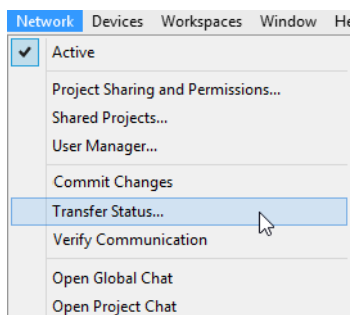 Network Devices Workspaces Window He
Active
Project Sharing and Permissions...
Shared Projects...
User Manager...
Commit Changes
Transfer Status...
Verify Communication
Open Global Chat
Open Project Chat